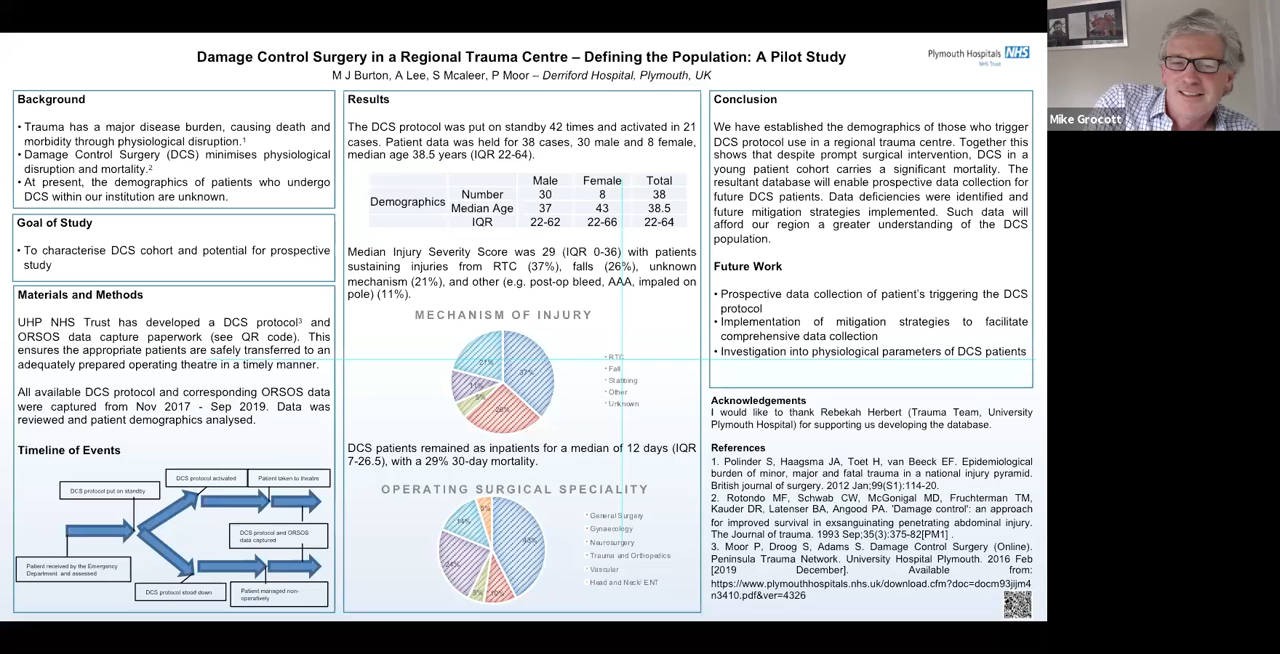 Damage Control Surgery in a Regional Trauma Centre – Defining the Population: A Pilot Study
M J Burton, A Lee, S Mcaleer, P Moor – Derriford Hospital, Plymouth, UK
Plymouth Hospitals NHS
NHS Trust
Mike Grocott
Background
• Trauma has a major disease burden, causing death and
morbidity through physiological disruption.¹
• Damage Control Surgery (DCS) minimises physiological
disruption and mortality.²
• At present, the demographics of patients who undergo
DCS within our institution are unknown.
Goal of Study
• To characterise DCS cohort and potential for prospective
study
Materials and Methods
UHP NHS Trust has developed a DCS protocol³ and
ORSOS data capture paperwork (see QR code). This
ensures the appropriate patients are safely transferred to an
adequately prepared operating theatre in a timely manner.
All available DCS protocol and corresponding ORSOS data
were captured from Nov 2017 - Sep 2019. Data was
reviewed and patient demographics analysed.
Timeline of Events
DCS protocol activated
Patient taken to theatre
DCS protocol put on standby
DCS protocol and ORSOS
data captured
Patient received by the Emergency
Department and assessed
DCS protocol stood down
Patient managed non-
operatively
Results
The DCS protocol was put on standby 42 times and activated in 21
cases. Patient data was held for 38 cases, 30 male and 8 female,
median age 38.5 years (IQR 22-64).
Male Female Total
Demographics Number 30 8 38
Median Age 37 43 38.5
IQR 22-62 22-66 22-64
Median Injury Severity Score was 29 (IQR 0-36) with patients
sustaining injuries from RTC (37%), falls (26%), unknown
mechanism (21%), and other (e.g. post-op bleed, AAA, impaled on
pole) (11%).
MECHANISM OF INJURY
21%
37%
11%
5%
26%
RTC
Fall
Stabbing
Other
Unknown
DCS patients remained as inpatients for a median of 12 days (IQR
7-26.5), with a 29% 30-day mortality.
OPERATING SURGICAL SPECIALITY
5%
14%
43%
24%
5%
10%
General Surgery
Gynaecology
Neurosurgery
Trauma and Orthopedics
Vascular
Head and Neck/ ENT
Conclusion
We have established the demographics of those who trigger
DCS protocol use in a regional trauma centre. Together this
shows that despite prompt surgical intervention, DCS in a
young patient cohort carries a significant mortality. The
resultant database will enable prospective data collection for
future DCS patients. Data deficiencies were identified and
future mitigation strategies implemented. Such data will
afford our region a greater understanding of the DCS
population.
Future Work
• Prospective data collection of patient's triggering the DCS
protocol
• Implementation of mitigation strategies to facilitate
comprehensive data collection
• Investigation into physiological parameters of DCS patients
Acknowledgements
I would like to thank Rebekah Herbert (Trauma Team, University
Plymouth Hospital) for supporting us developing the database.
References
1. Polinder S, Haagsma JA, Toet H, van Beeck EF. Epidemiological
burden of minor, major and fatal trauma in a national injury pyramid.
British journal of surgery. 2012 Jan;99(S1):114-20.
2. Rotondo MF, Schwab CW, McGonigal MD, Fruchterman TM,
Kauder DR, Latenser BA, Angood PA. 'Damage control': an approach
for improved survival in exsanguinating penetrating abdominal injury.
The Journal of trauma. 1993 Sep;35(3):375-82[PM1] .
3. Moor P, Droog S, Adams S. Damage Control Surgery (Online).
Peninsula Trauma Network. University Hospital Plymouth. 2016 Feb
[2019 December]. Available from:
https://www.plymouthhospitals.nhs.uk/download.cfm?doc=docm93jijm4
n3410.pdf&ver=4326